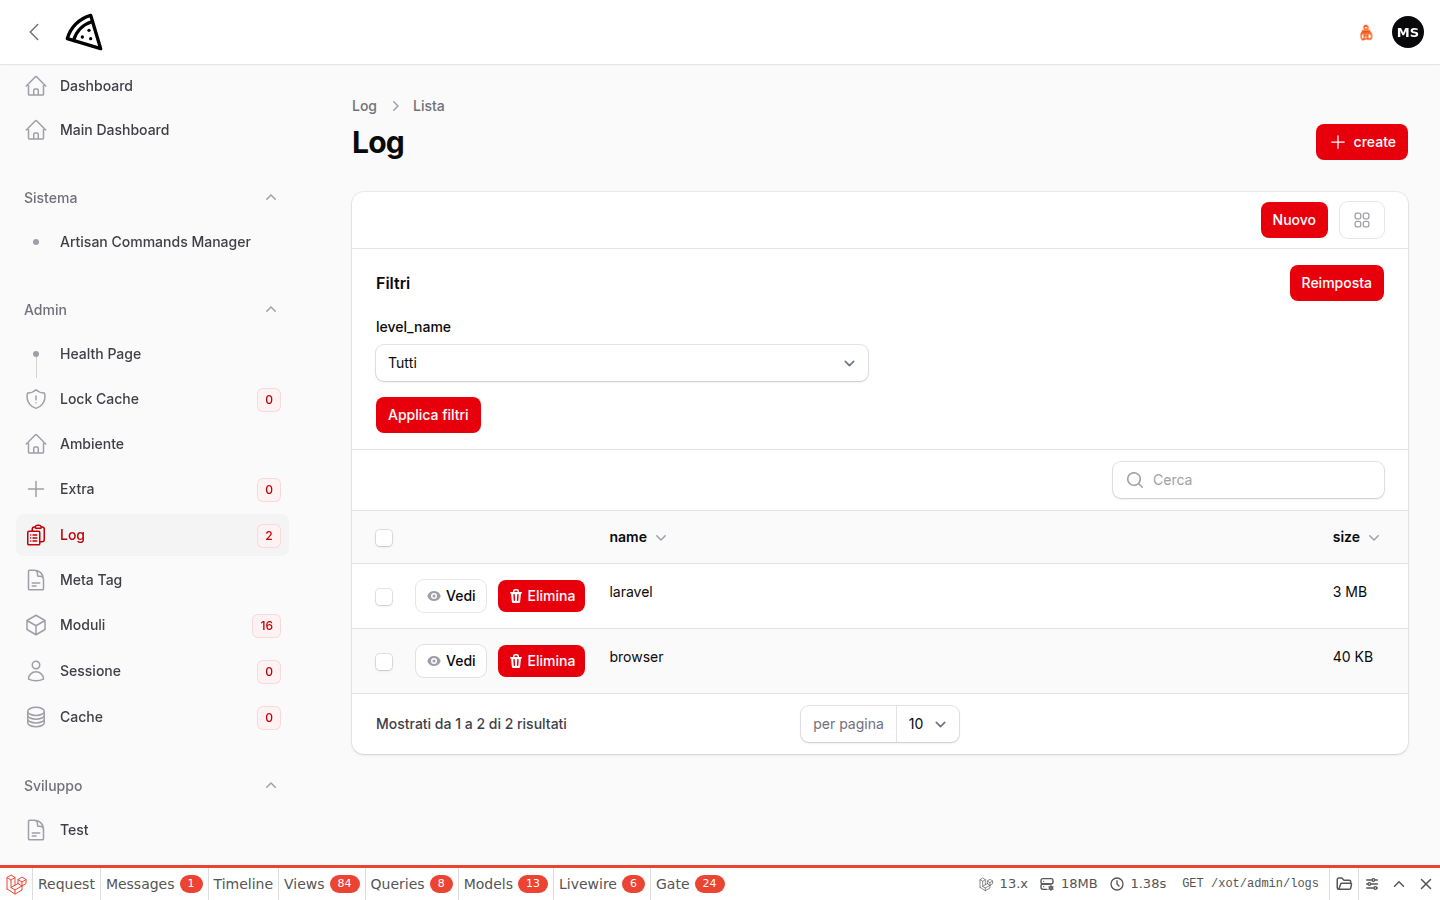 MS
Dashboard
Main Dashboard
Sistema
Artisan Commands Manager
Admin
Health Page
Lock Cache 0
Ambiente
Extra 0
Log 2
Meta Tag
Moduli 16
Sessione 0
Cache 0
Sviluppo
Test
Log Lista
Log
create
Nuovo
Filtri
Reimposta
level_name
Tutti
Applica filtri
Cerca
name size
Vedi Elimina laravel 3 MB
Vedi Elimina browser 40 KB
Mostrati da 1 a 2 di 2 risultati per pagina 10
Request Messages 1 Timeline Views 84 Queries 8 Models 13 Livewire 6 Gate 24 13.x 18MB 1.38s GET /xot/admin/logs